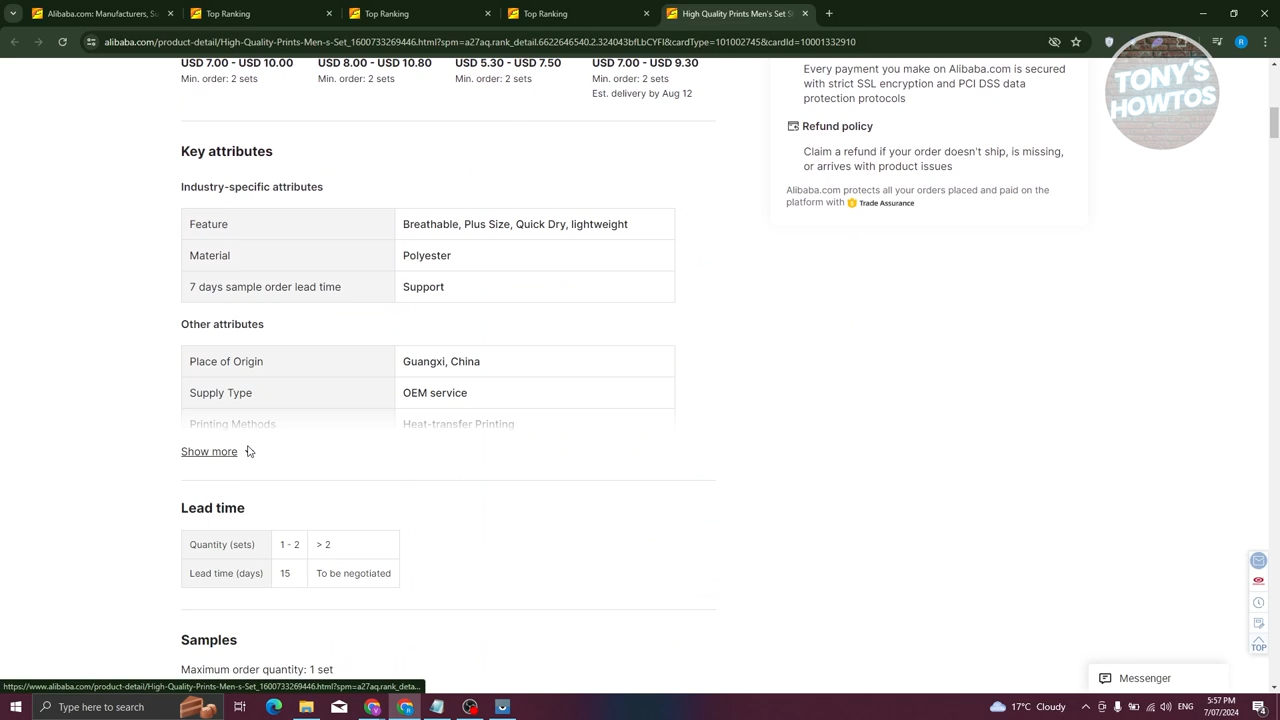 Alibaba.com: Manufacturers, Su
Top Ranking
Top Ranking
Top Ranking
High Quality Prints Men's Set S
alibaba.com/product-detail/High-Quality-Prints-Men-s-Set_1600733269446.html?spm=a27aq.rank_detail.6622646540.2.324043bfLbCYFI&cardType=101002745&cardId=10001332910
R
USD 7.00 - USD 10.00
USD 8.00 - USD 10.80
USD 5.30 - USD 7.50
USD 7.00 - USD 9.30
Min. order: 2 sets
Min. order: 2 sets
Min. order: 2 sets
Min. order: 2 sets
Est. delivery by Aug 12
Every payment you make on Alibaba.com is secured
with strict SSL encryption and PCI DSS data
protection protocols
Refund policy
Claim a refund if your order doesn't ship, is missing,
or arrives with product issues
Alibaba.com protects all your orders placed and paid on the
platform with Trade Assurance
TONY'S
HOWTOS
Key attributes
Industry-specific attributes
Feature Breathable, Plus Size, Quick Dry, lightweight
Material Polyester
7 days sample order lead time Support
Other attributes
Place of Origin Guangxi, China
Supply Type OEM service
Printing Methods Heat-transfer Printing
Show more
Lead time
Quantity (sets) 1 - 2 > 2
Lead time (days) 15 To be negotiated
Samples
Maximum order quantity: 1 set
TOP
Messenger
https://www.alibaba.com/product-detail/High-Quality-Prints-Men-s-Set_1600733269446.html?spm=a27aq.rank_deta...
Type here to search
17°C Cloudy
5:57 PM
7/07/2024
4